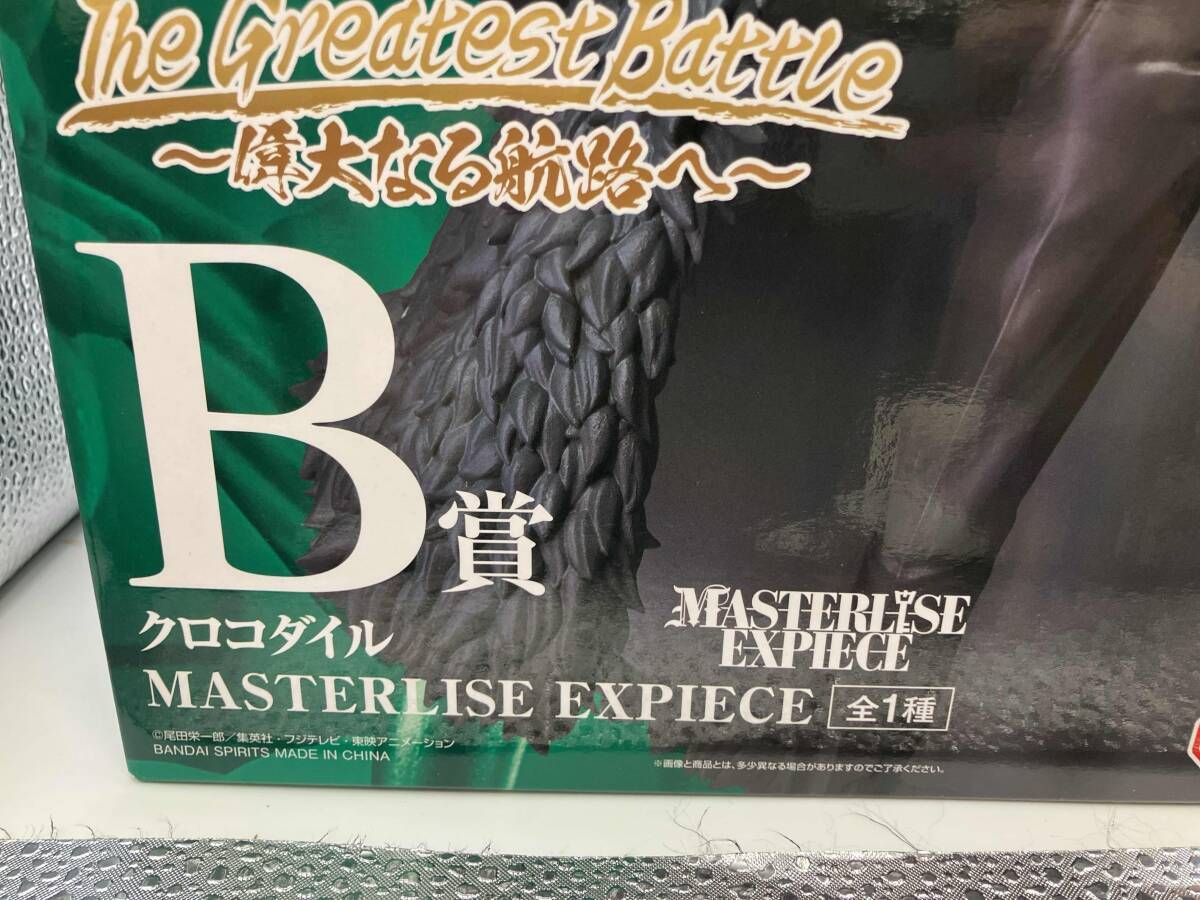 The Greatest Battle
～偉大なる航路へ～
B賞
クロコダイル
MASTERLISE EXPIECE
MASTERLISE EXPIECE 全1種
©尾田栄一郎／集英社・フジテレビ・東映アニメーション
BANDAI SPIRITS MADE IN CHINA
※画像と商品とは、多少異なる場合がありますのでご了承ください。